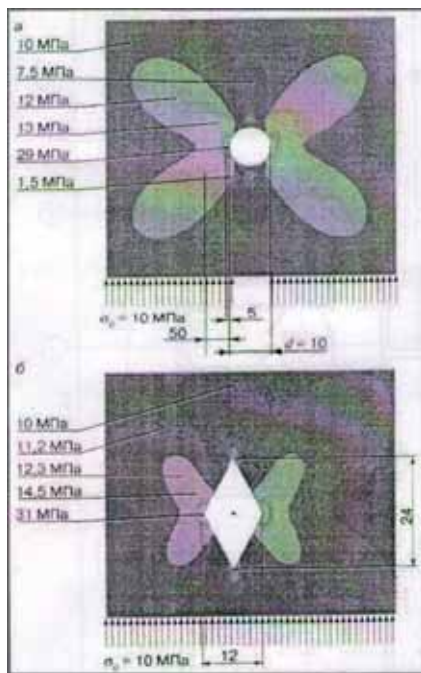 а
10 МПа
7,5 МПа
12 МПа
13 МПа
29 МПа
1,5 МПа
σ₀ = 10 МПа
5
50
d = 10
б
10 МПа
11,2 МПа
12,3 МПа
14,5 МПа
31 МПа
24
σ₀ = 10 МПа
12